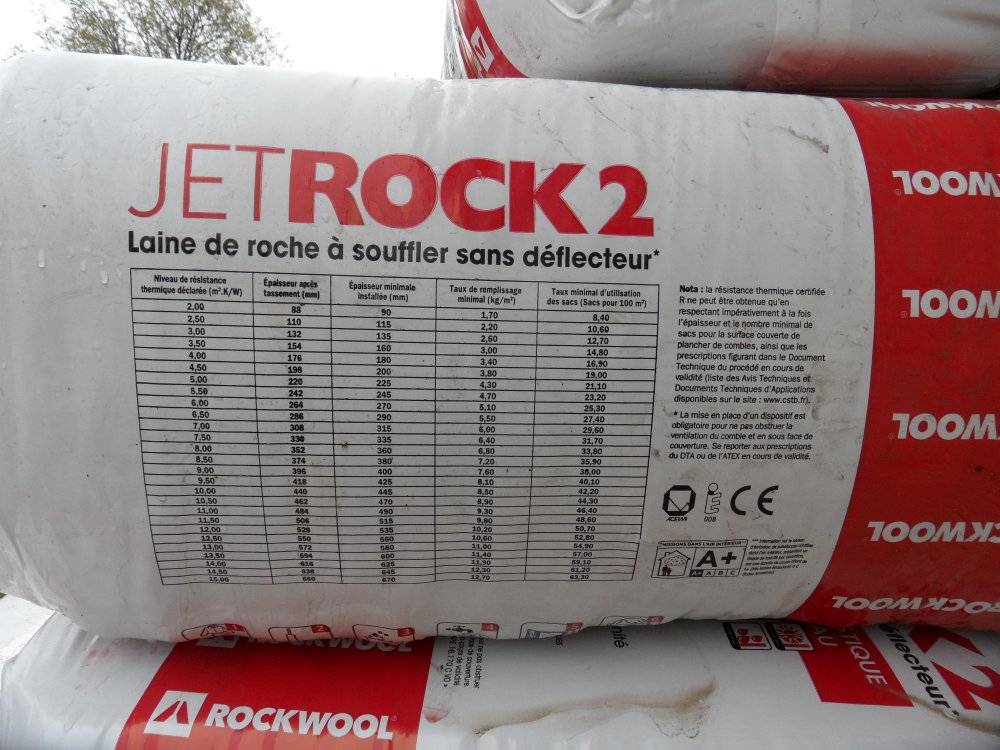 JETROCK2
Laine de roche à souffler sans déflecteur*
Niveau de résistance thermique déclarée (m².K/W) Épaisseur après tassement (mm) Épaisseur minimale installée (mm) Taux de remplissage minimal (kg/m²) Taux minimal d'utilisation des sacs (Sacs pour 100 m²)
2,00 88 90 1,70 8,40
2,50 110 115 2,20 10,60
3,00 132 135 2,60 12,70
3,50 154 160 3,00 14,80
4,00 176 180 3,40 16,90
4,50 198 200 3,80 19,00
5,00 220 225 4,30 21,10
5,50 242 245 4,70 23,20
6,00 264 270 5,10 25,30
6,50 286 290 5,50 27,40
7,00 308 315 6,00 29,60
7,50 330 335 6,40 31,70
8,00 352 360 6,80 33,80
8,50 374 380 7,20 35,90
9,00 396 400 7,60 38,00
9,50 418 425 8,10 40,10
10,00 440 445 8,50 42,20
10,50 462 470 8,90 44,30
11,00 484 490 9,30 46,40
11,50 506 515 9,80 48,60
12,00 528 535 10,20 50,70
12,50 550 560 10,60 52,80
13,00 572 580 11,00 54,90
13,50 594 600 11,40 57,00
14,00 616 625 11,90 59,10
14,50 638 645 12,30 61,20
15,00 660 670 12,70 63,30
Nota : la résistance thermique certifiée
R ne peut être obtenue qu'en
respectant impérativement à la fois
l'épaisseur et le nombre minimal de
sacs pour la surface couverte de
plancher de combles, ainsi que les
prescriptions figurant dans le Document
Technique du procédé en cours de
validité (liste des Avis Techniques et
Documents Techniques d'Applications
disponibles sur le site : www.cstb.fr).
* La mise en place d'un dispositif est
obligatoire pour ne pas obstruer la
ventilation du comble et en sous face de
couverture. Se reporter aux prescriptions
du DTA ou de l'ATEX en cours de validité.
ACERMI
008
CE
ÉMISSIONS DANS L'AIR INTÉRIEUR
A+
A+ A B C
ROCKWOOL
ROCKWOOL
ROCKWOOL
déflecteur*